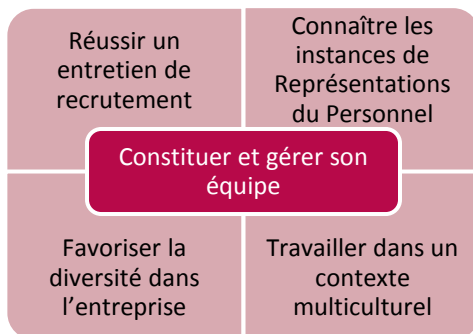 Réussir un
entretien de
recrutement
Connaître les
instances de
Représentations
du Personnel
Constituer et gérer son
équipe
Favoriser la
diversité dans
l’entreprise
Travailler dans un
contexte
multiculturel